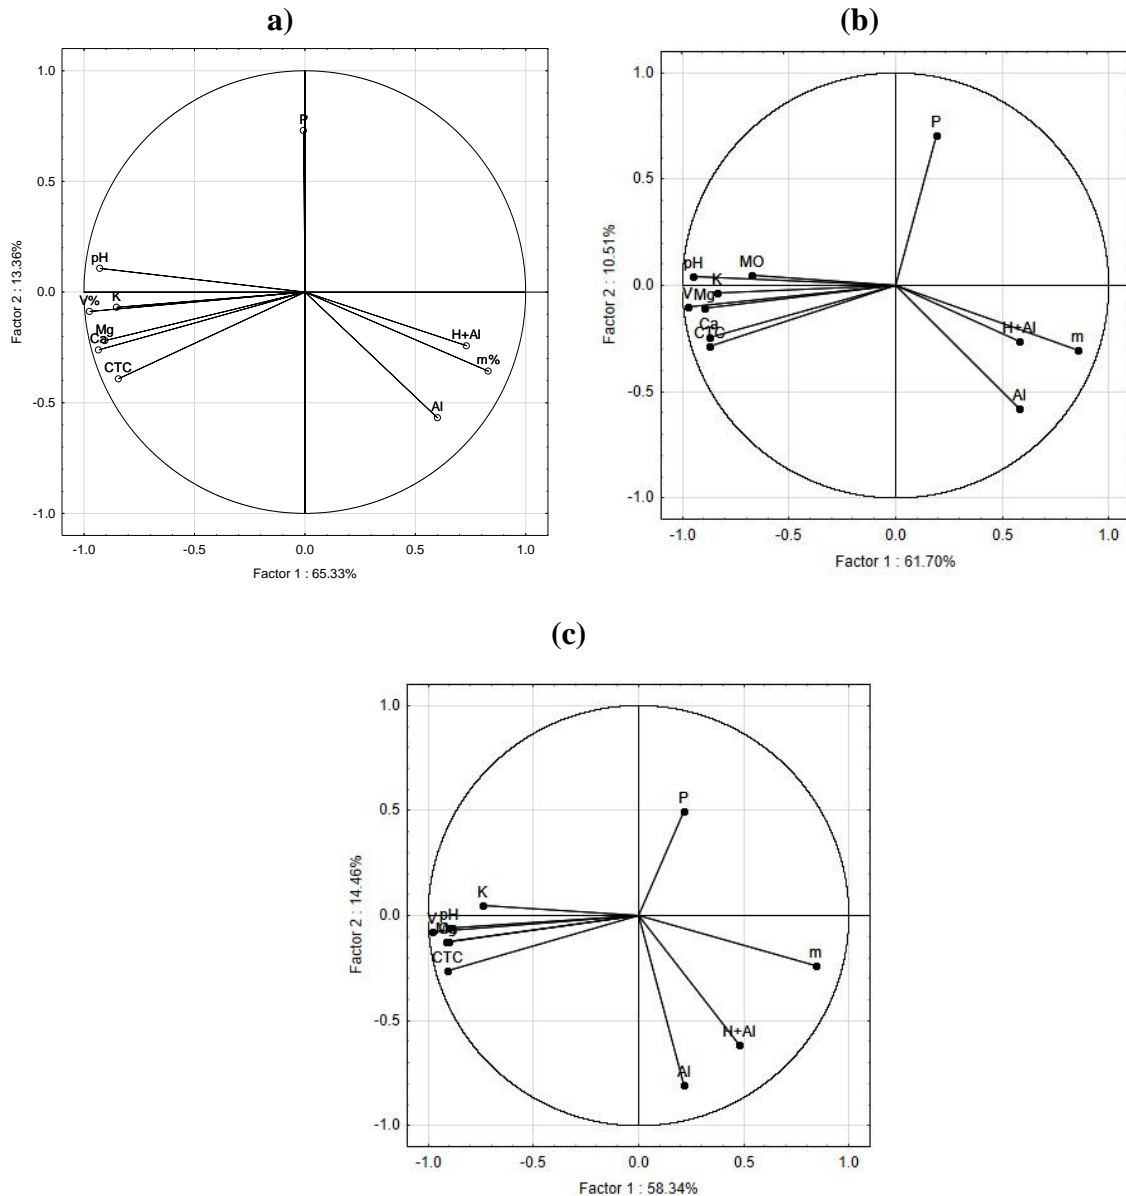 a)
1.0
P
0.5
pH
0.0
V%
K
Mg
Ca
H+Al
m%
CTC
-0.5
Al
-1.0
-1.0 -0.5 0.0 0.5 1.0
Factor 1 : 65.33%
Factor 2 : 13.36%
(b)
1.0
P
0.5
MO
pH
K
0.0
V
Mg
Ca
CTC
H+Al
m
-0.5
Al
-1.0
-1.0 -0.5 0.0 0.5 1.0
Factor 1 : 61.70%
Factor 2 : 10.51%
(c)
1.0
P
0.5
K
0.0
pH
V
Mg
CTC
m
-0.5
H+Al
Al
-1.0
-1.0 -0.5 0.0 0.5 1.0
Factor 1 : 58.34%
Factor 2 : 14.46%